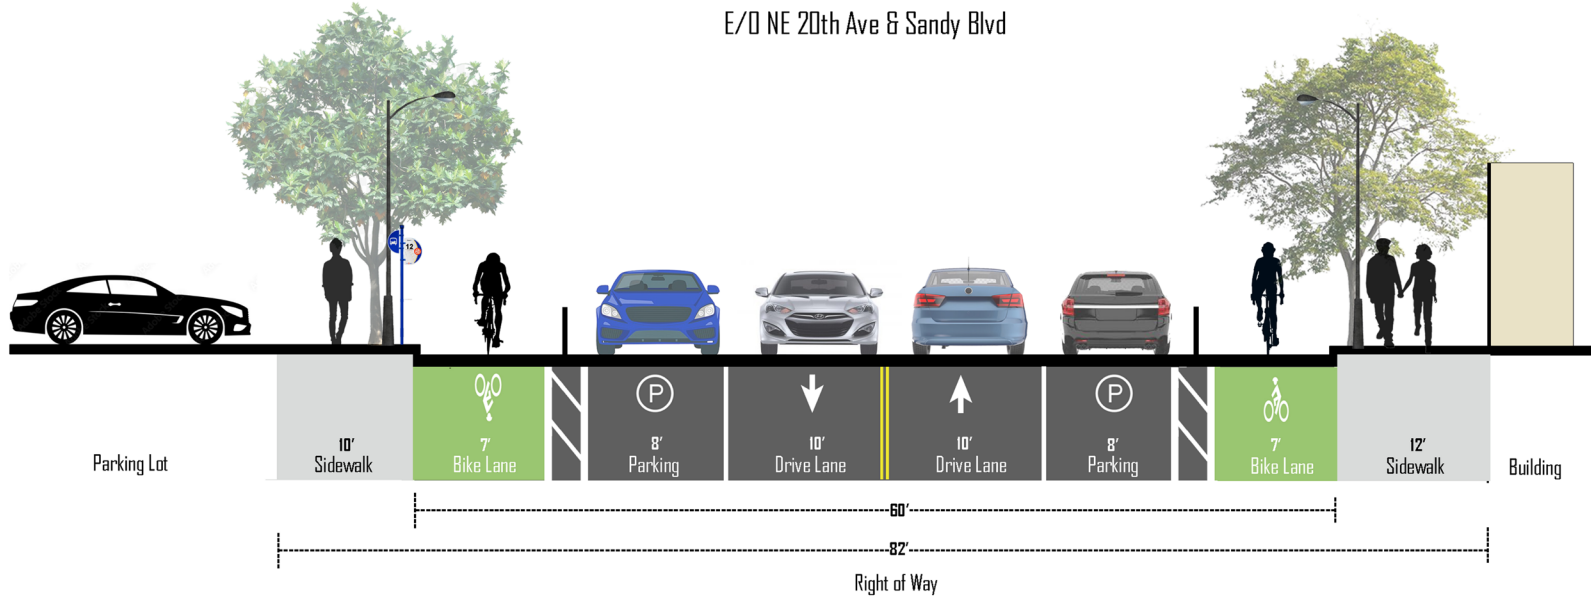 E/O NE 20th Ave & Sandy Blvd
12
P
P
10'
Sidewalk
7'
Bike Lane
8'
Parking
10'
Drive Lane
10'
Drive Lane
8'
Parking
7'
Bike Lane
12'
Sidewalk
Parking Lot
Building
60'
82'
Right of Way